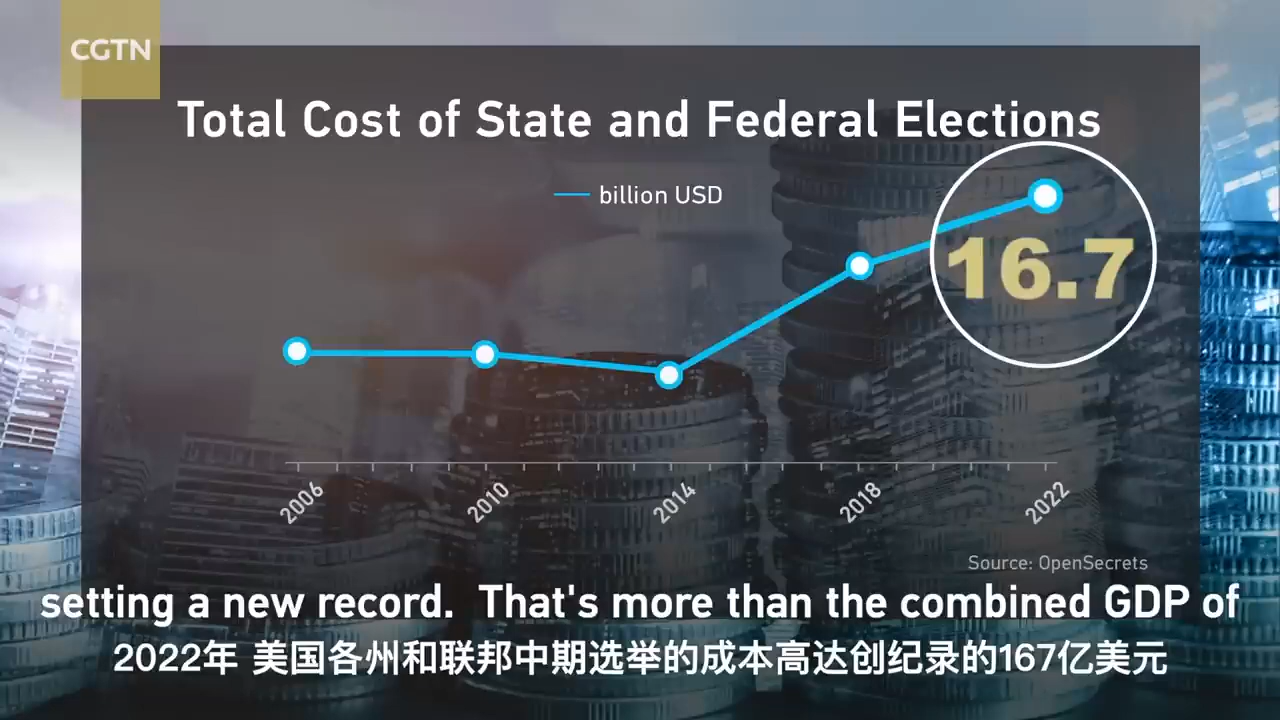 CGTN
Total Cost of State and Federal Elections
billion USD
16.7
2006 2010 2014 2018 2022
Source: OpenSecrets
setting a new record. That's more than the combined GDP of
2022年 美国各州和联邦中期选举的成本高达创纪录的167亿美元